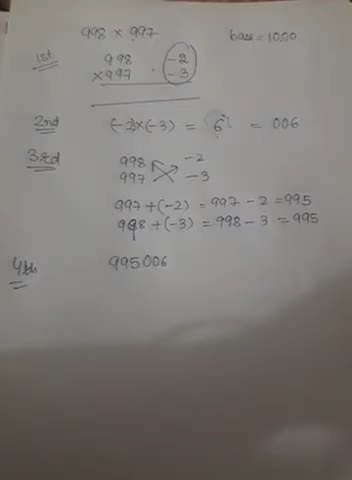 998 × 997 base = 1000
1st 998 -2
×997 . -3
2nd (-2)×(-3) = 6 = 006
3rd 998 -2
997 -3
997 + (-2) = 997 - 2 = 995
998 + (-3) = 998 - 3 = 995
4th 995006